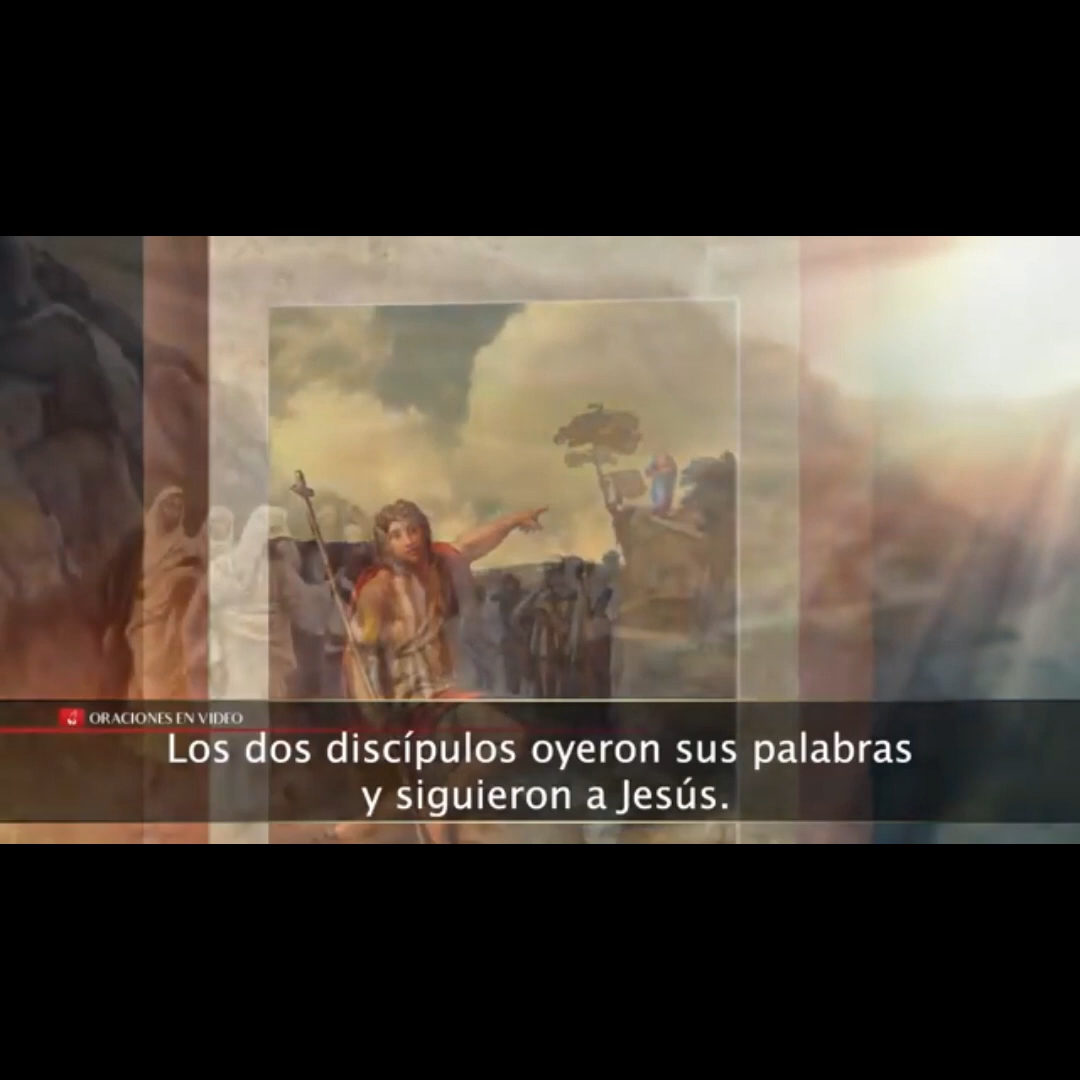 ORACIONES EN VIDEO
Los dos discípulos oyeron sus palabras
y siguieron a Jesús.